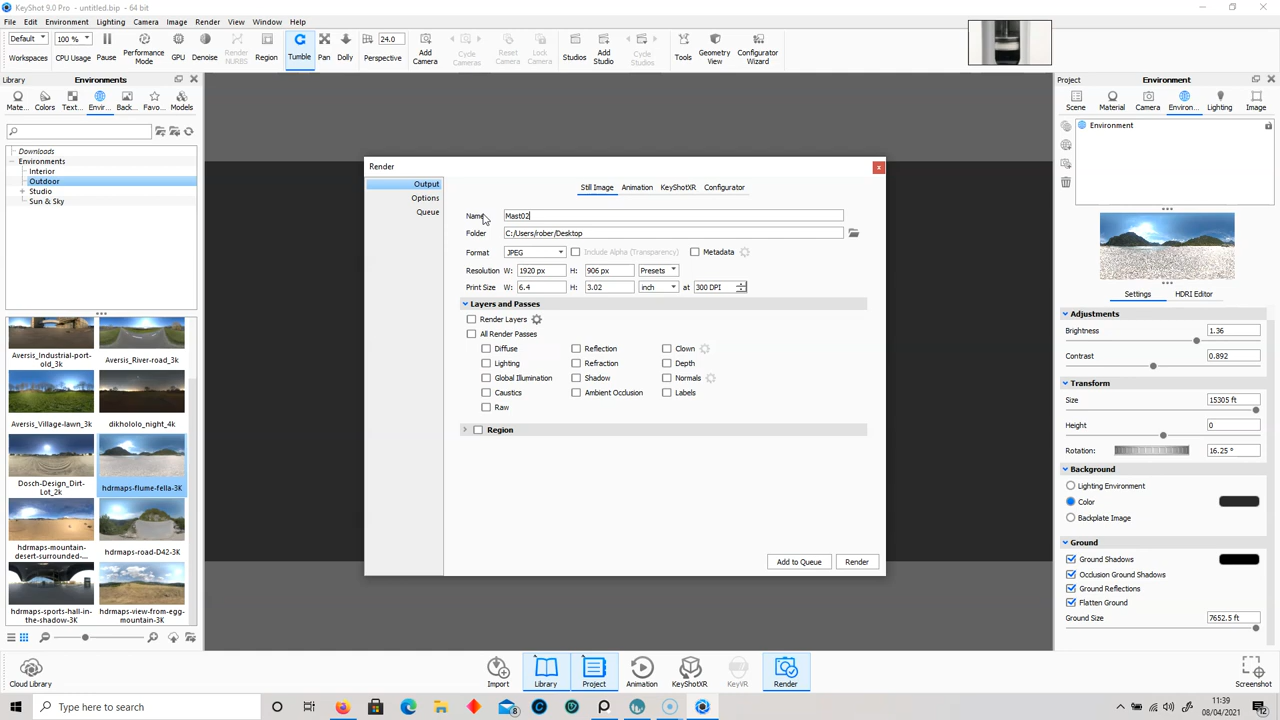 KeyShot 9.0 Pro - untitled.bip - 64 bit
File Edit Environment Lighting Camera Image Render View Window Help
Default 100 % 24.0
Workspaces CPU Usage Pause Performance Mode GPU Denoise Render NURBS Region Tumble Pan Dolly Perspective Add Camera Cycle Cameras Reset Camera Lock Camera Studios Add Studio Cycle Studios Tools Geometry View Configurator Wizard
Library Environments
Mate... Colors Text... Envir... Back... Favo... Models
Downloads
Environments
Interior
Outdoor
Studio
Sun & Sky
Aversis_Industrial-port-old_3k
Aversis_River-road_3k
Aversis_Village-lawn_3k
dikhololo_night_4k
Dosch-Design_Dirt-Lot_2k
hdrmaps-flume-fella-3K
hdrmaps-mountain-desert-surrounded-...
hdrmaps-road-D42-3K
hdrmaps-sports-hall-in-the-shadow-3K
hdrmaps-view-from-egg-mountain-3K
Render
Output
Options
Queue
Still Image Animation KeyShotXR Configurator
Name Mast02
Folder C:/Users/rober/Desktop
Format JPEG Include Alpha (Transparency) Metadata
Resolution W: 1920 px H: 906 px Presets
Print Size W: 6.4 H: 3.02 inch at 300 DPI
Layers and Passes
Render Layers
All Render Passes
Diffuse Reflection Clown
Lighting Refraction Depth
Global Illumination Shadow Normals
Caustics Ambient Occlusion Labels
Raw
Region
Add to Queue Render
Project Environment
Scene Material Camera Environ... Lighting Image
Environment
Settings HDRI Editor
Adjustments
Brightness 1.36
Contrast 0.892
Transform
Size 15305 ft
Height 0
Rotation: 16.25 °
Background
Lighting Environment
Color
Backplate Image
Ground
Ground Shadows
Occlusion Ground Shadows
Ground Reflections
Flatten Ground
Ground Size 7652.5 ft
Cloud Library Import Library Project Animation KeyShotXR KeyVR Render Screenshot
Type here to search
11:39
08/04/2021